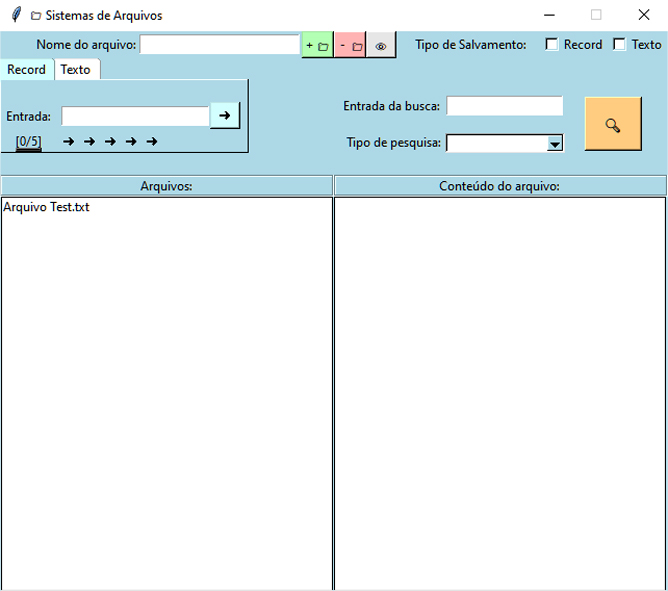 Sistemas de Arquivos
Nome do arquivo: + - Tipo de Salvamento: Record Texto
Record Texto
Entrada: ➜
[0/5] ➜ ➜ ➜ ➜ ➜
Entrada da busca:
Tipo de pesquisa:
Arquivos: Conteúdo do arquivo:
Arquivo Test.txt